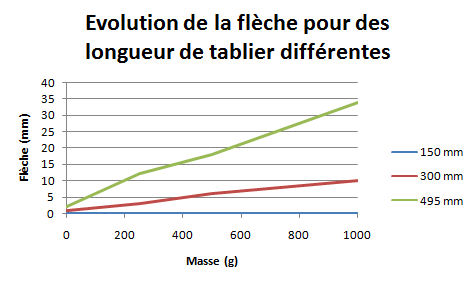 Evolution de la flèche pour des
longueur de tablier différentes
40
35
30
25
20
15
10
5
0
Flèche (mm)
0 200 400 600 800 1000
Masse (g)
150 mm
300 mm
495 mm